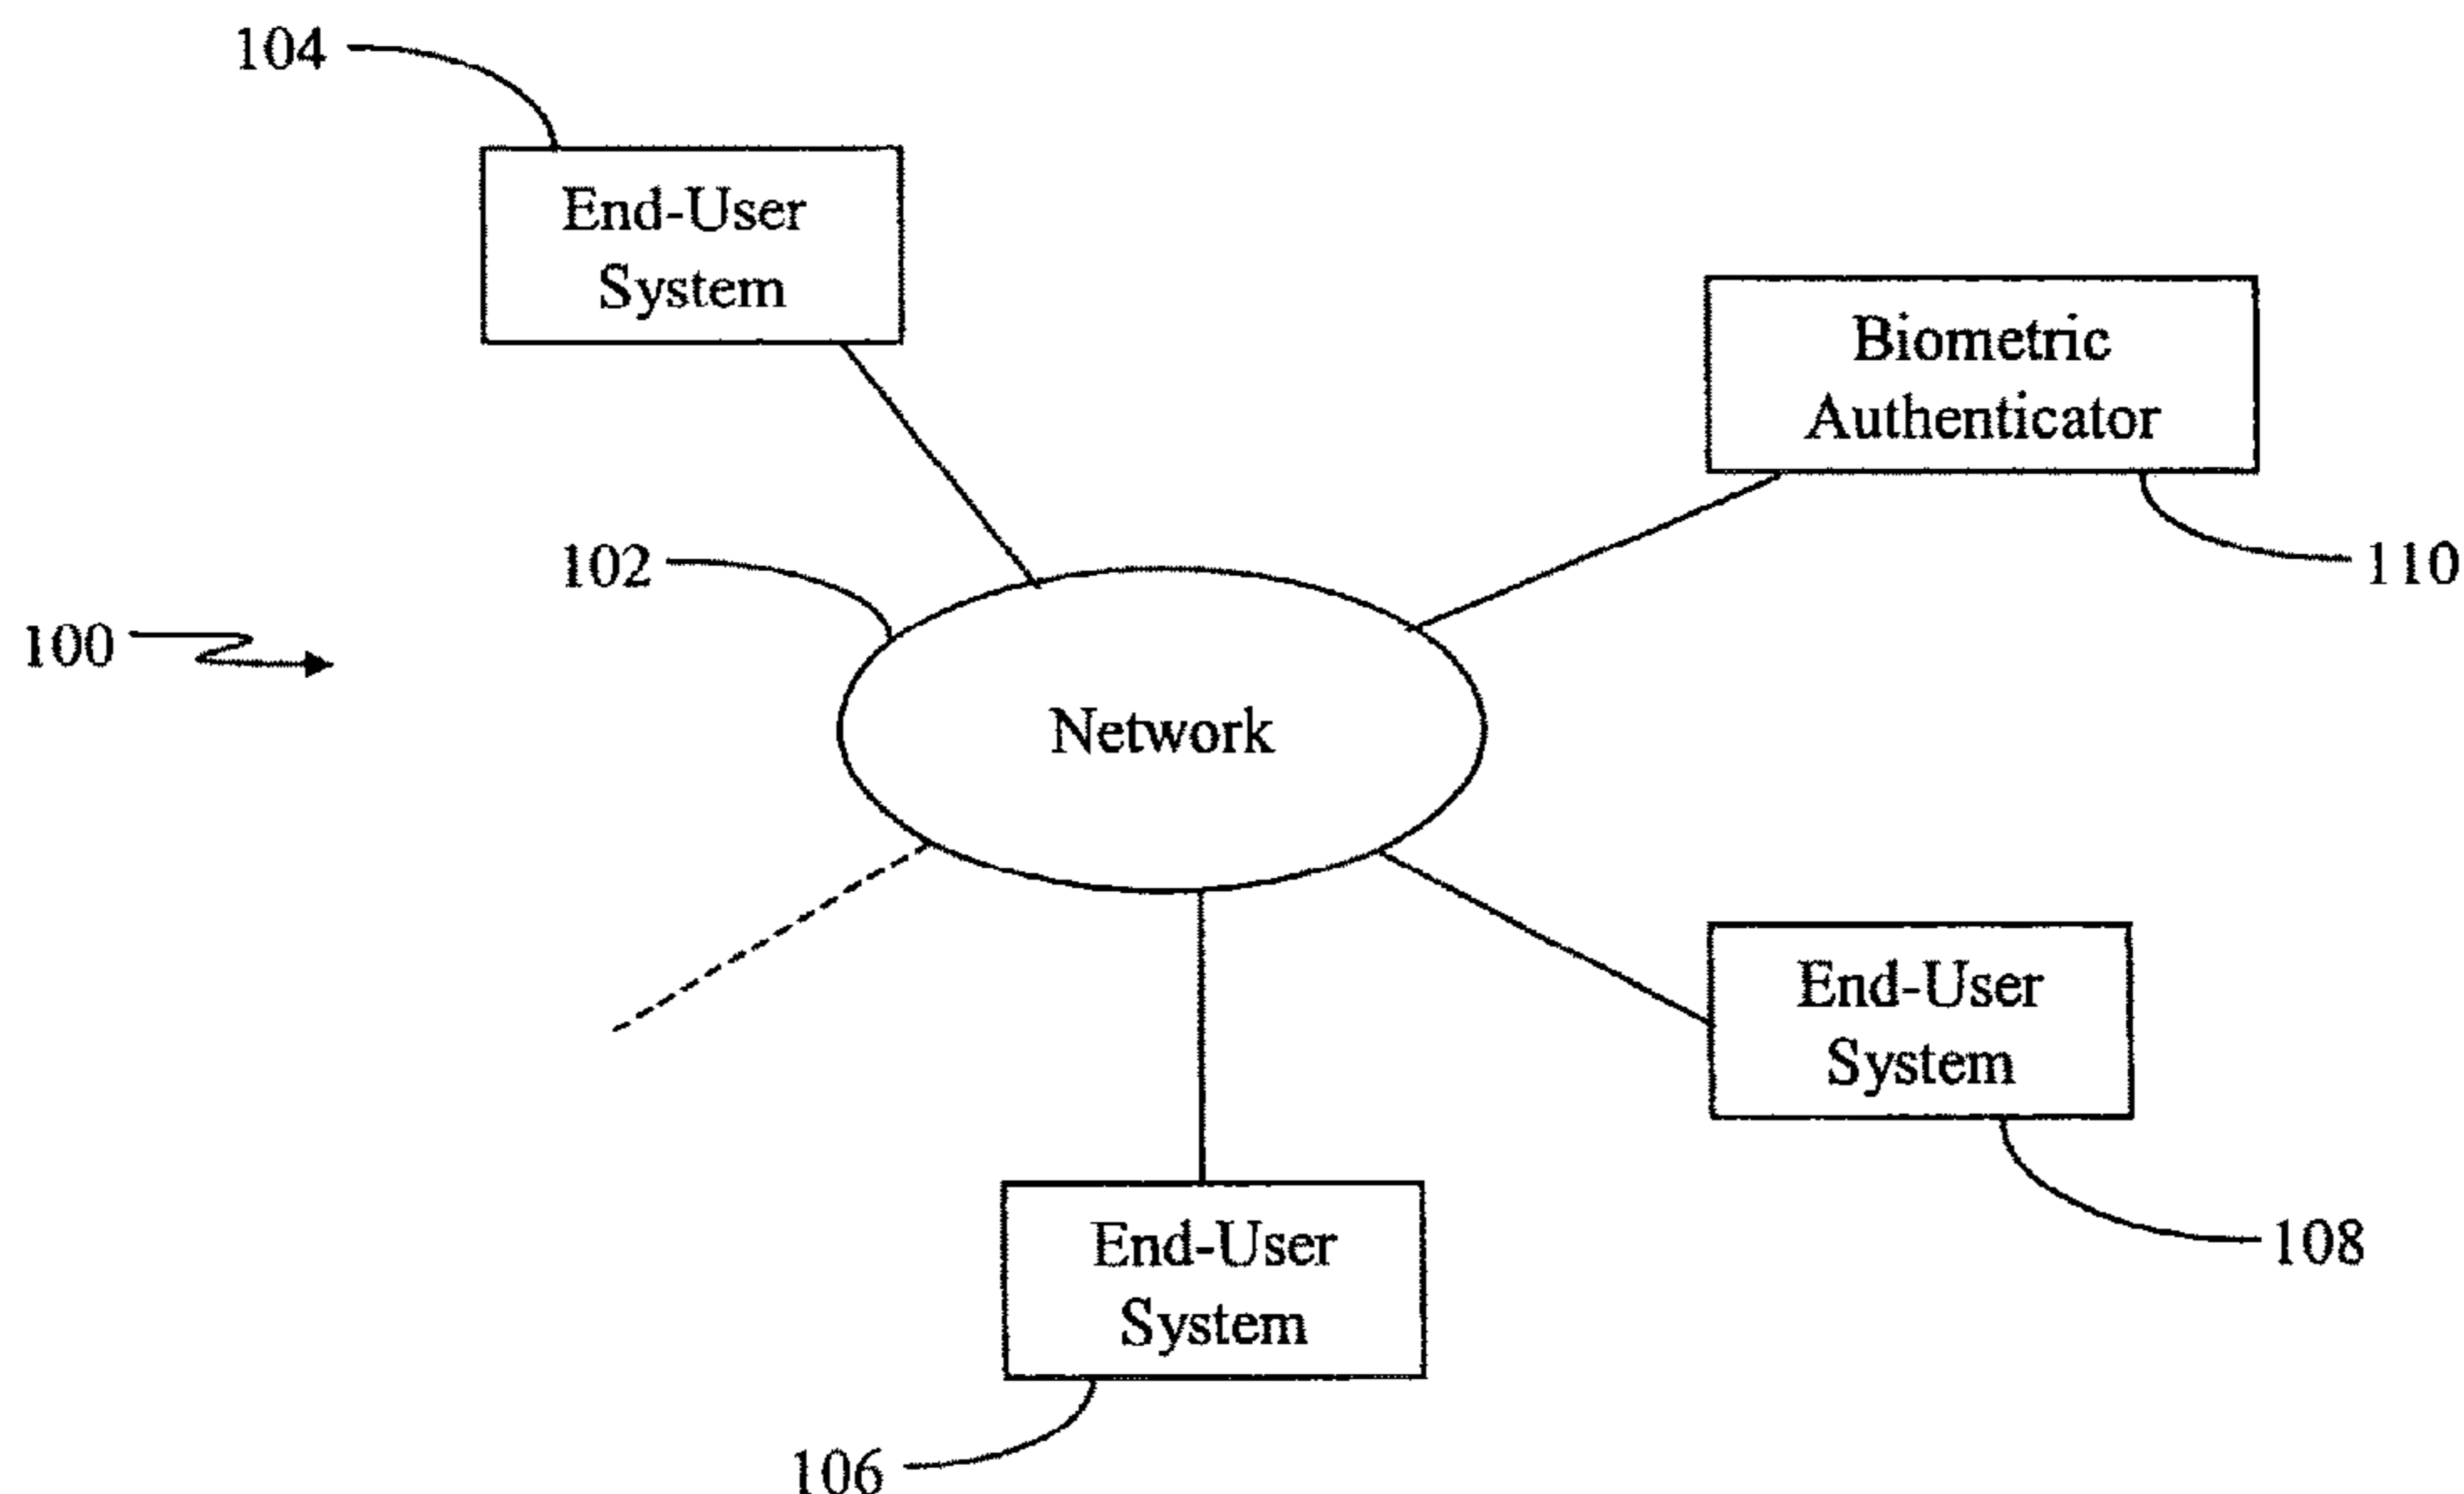 104
End-User
System
Biometric
Authenticator
102
110
100
Network
End-User
System
108
End-User
System
106